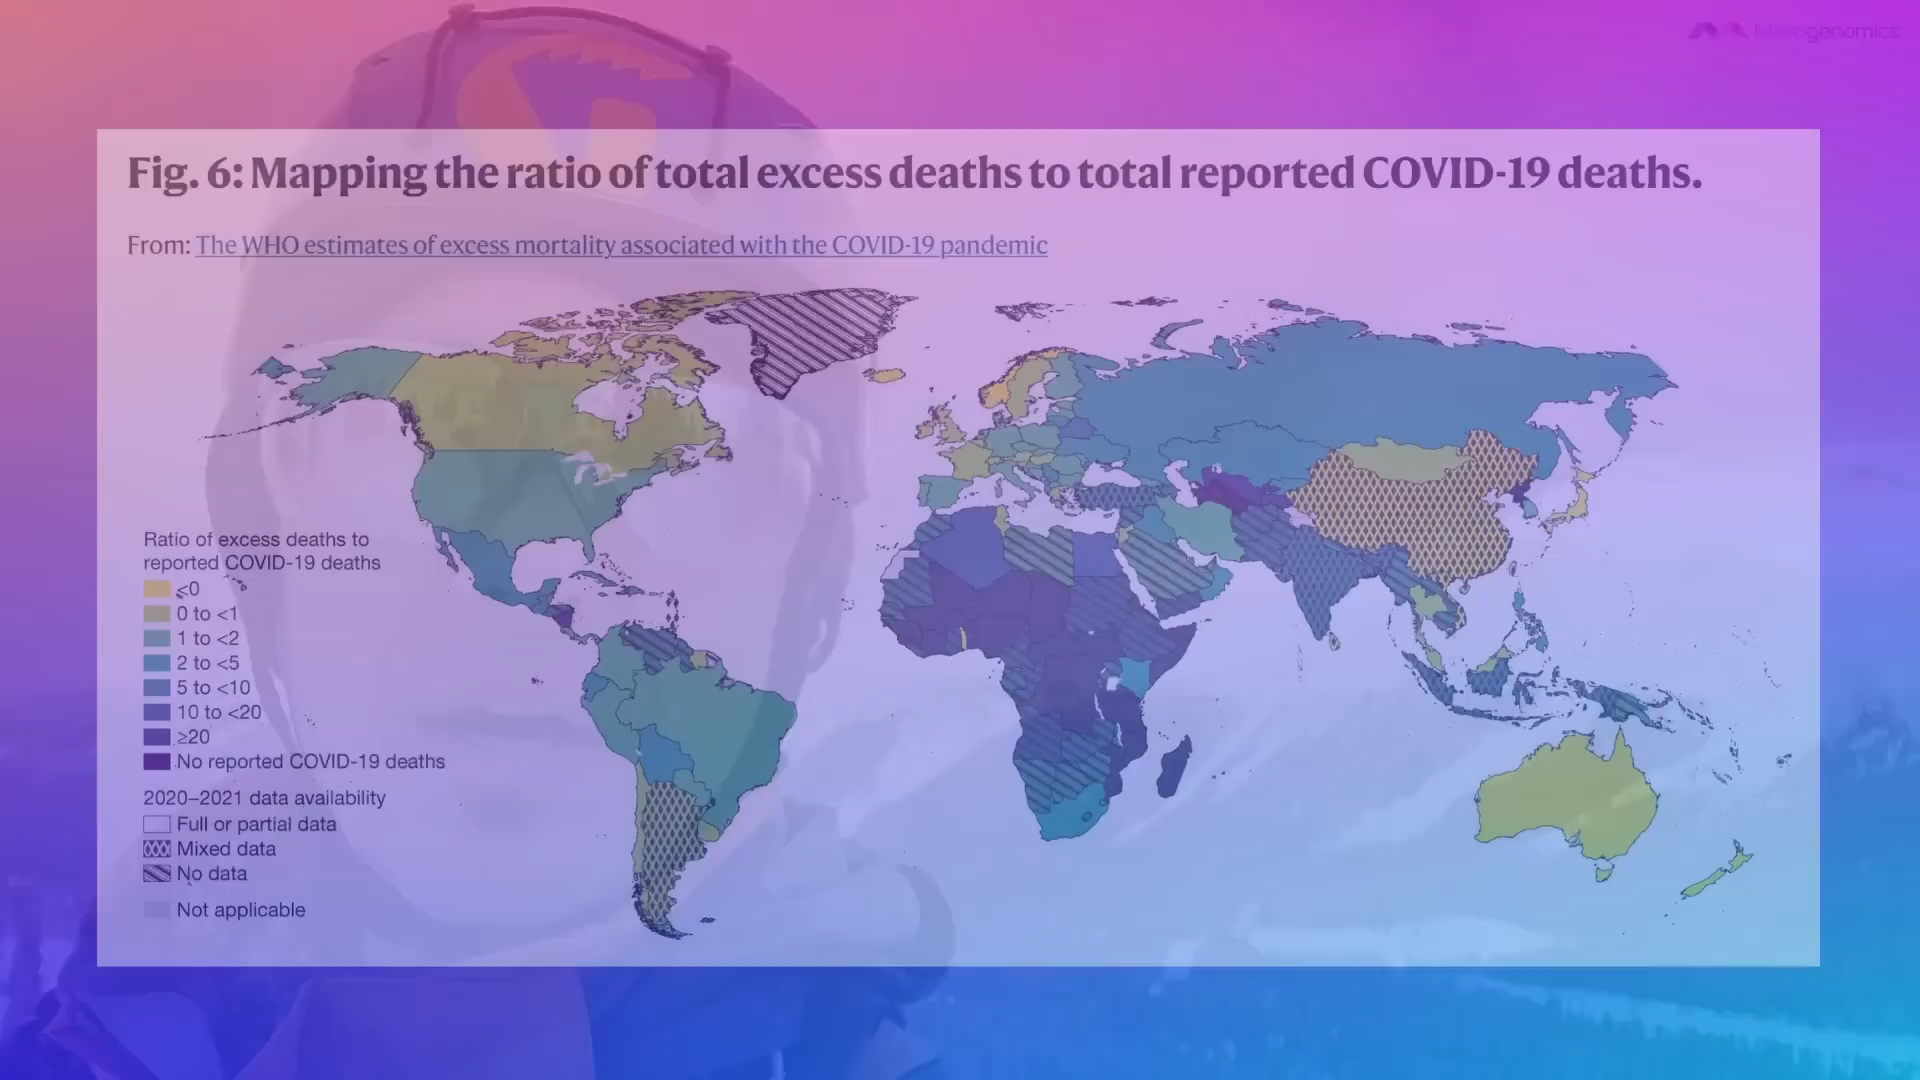 Metagenomics
Fig. 6: Mapping the ratio of total excess deaths to total reported COVID-19 deaths.
From: The WHO estimates of excess mortality associated with the COVID-19 pandemic
Ratio of excess deaths to
reported COVID-19 deaths
⩽0
0 to <1
1 to <2
2 to <5
5 to <10
10 to <20
≥20
No reported COVID-19 deaths
2020–2021 data availability
Full or partial data
Mixed data
No data
Not applicable